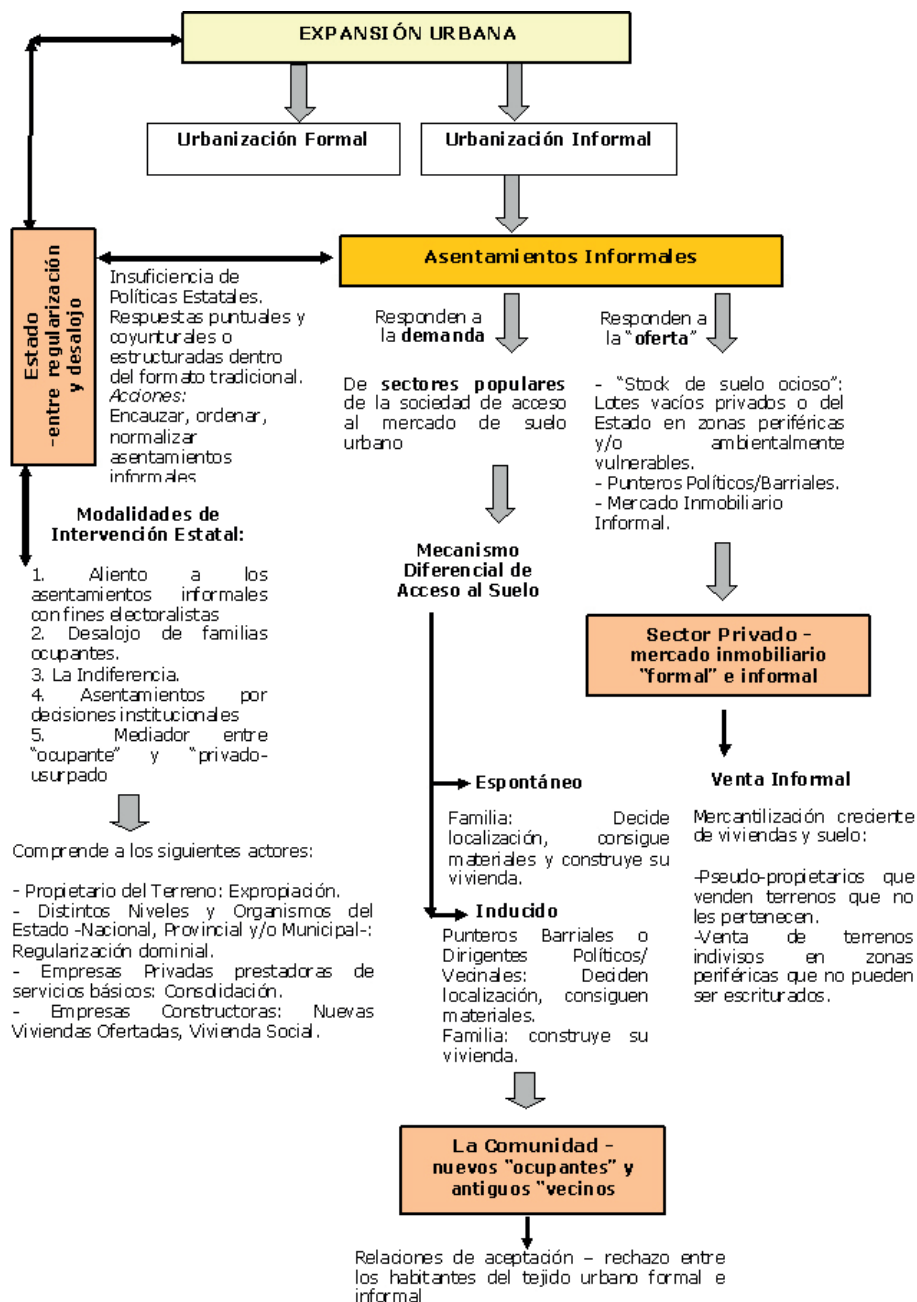 EXPANSIÓN URBANA
Urbanización Formal
Urbanización Informal
Estado
-entre regularización
y desalojo
Insuficiencia de
Políticas Estatales.
Respuestas puntuales y
coyunturales o
estructuradas dentro
del formato tradicional.
Acciones:
Encauzar, ordenar,
normalizar
asentamientos
informales
Asentamientos Informales
Responden a
la demanda
De sectores populares
de la sociedad de acceso
al mercado de suelo
urbano
Responden a
la "oferta"
- "Stock de suelo ocioso":
Lotes vacíos privados o del
Estado en zonas periféricas
y/o ambientalmente
vulnerables.
- Punteros Políticos/Barriales.
- Mercado Inmobiliario
Informal.
Modalidades de
Intervención Estatal:
1. Aliento a los
asentamientos informales
con fines electoralistas
2. Desalojo de familias
ocupantes.
3. La Indiferencia.
4. Asentamientos por
decisiones institucionales
5. Mediador entre
"ocupante" y "privado-
usurpado
Comprende a los siguientes actores:
- Propietario del Terreno: Expropiación.
- Distintos Niveles y Organismos del
Estado -Nacional, Provincial y/o Municipal-:
Regularización dominial.
- Empresas Privadas prestadoras de
servicios básicos: Consolidación.
- Empresas Constructoras: Nuevas
Viviendas Ofertadas, Vivienda Social.
Mecanismo
Diferencial de
Acceso al Suelo
Espontáneo
Familia: Decide
localización, consigue
materiales y construye su
vivienda.
Inducido
Punteros Barriales o
Dirigentes Políticos/
Vecinales: Deciden
localización, consiguen
materiales.
Familia: construye su
vivienda.
Sector Privado -
mercado inmobiliario
"formal" e informal
Venta Informal
Mercantilización creciente
de viviendas y suelo:
-Pseudo-propietarios que
venden terrenos que no
les pertenecen.
-Venta de terrenos
indivisos en zonas
periféricas que no pueden
ser escriturados.
La Comunidad -
nuevos "ocupantes" y
antiguos "vecinos
Relaciones de aceptación – rechazo entre
los habitantes del tejido urbano formal e
informal